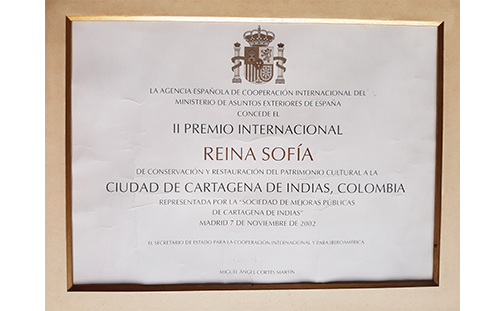 LA AGENCIA ESPAÑOLA DE COOPERACIÓN INTERNACIONAL DEL
MINISTERIO DE ASUNTOS EXTERIORES DE ESPAÑA
CONCEDE EL
II PREMIO INTERNACIONAL
REINA SOFÍA
DE CONSERVACIÓN Y RESTAURACIÓN DEL PATRIMONIO CULTURAL A LA
CIUDAD DE CARTAGENA DE INDIAS, COLOMBIA
REPRESENTADA POR LA "SOCIEDAD DE MEJORAS PÚBLICAS
DE CARTAGENA DE INDIAS"
MADRID 7 DE NOVIEMBRE DE 2002
EL SECRETARIO DE ESTADO PARA LA COOPERACIÓN INTERNACIONAL Y PARA IBEROAMÉRICA
MIGUEL ÁNGEL CORTÉS MARTÍN